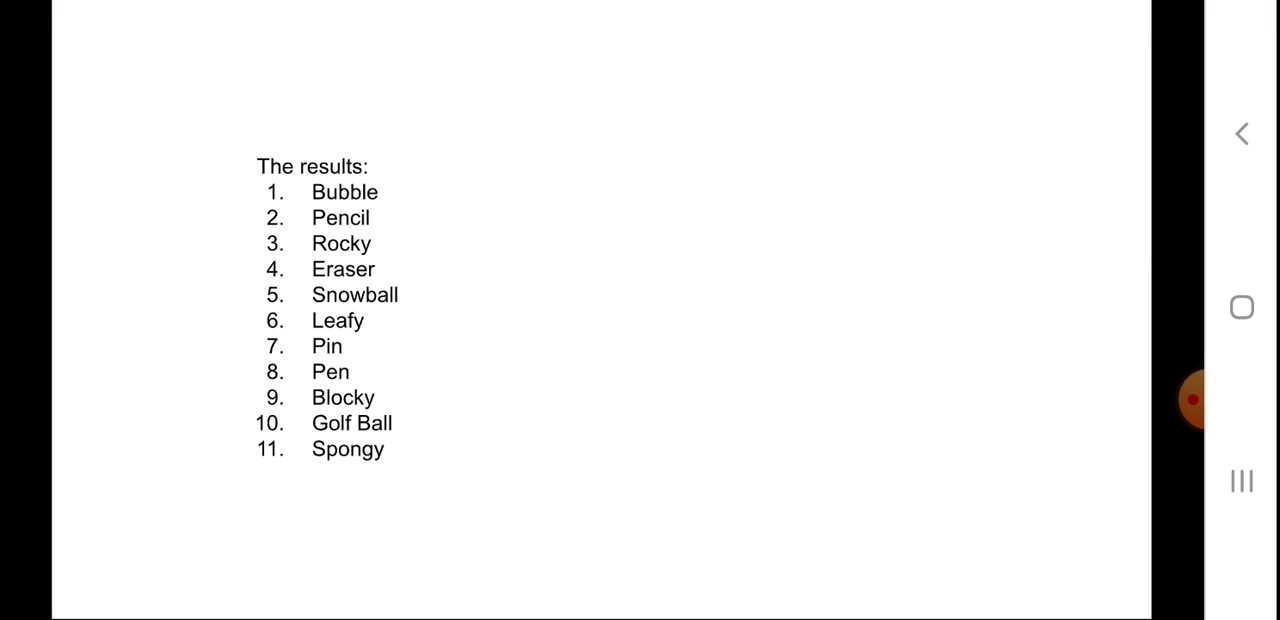 The results:
1. Bubble
2. Pencil
3. Rocky
4. Eraser
5. Snowball
6. Leafy
7. Pin
8. Pen
9. Blocky
10. Golf Ball
11. Spongy